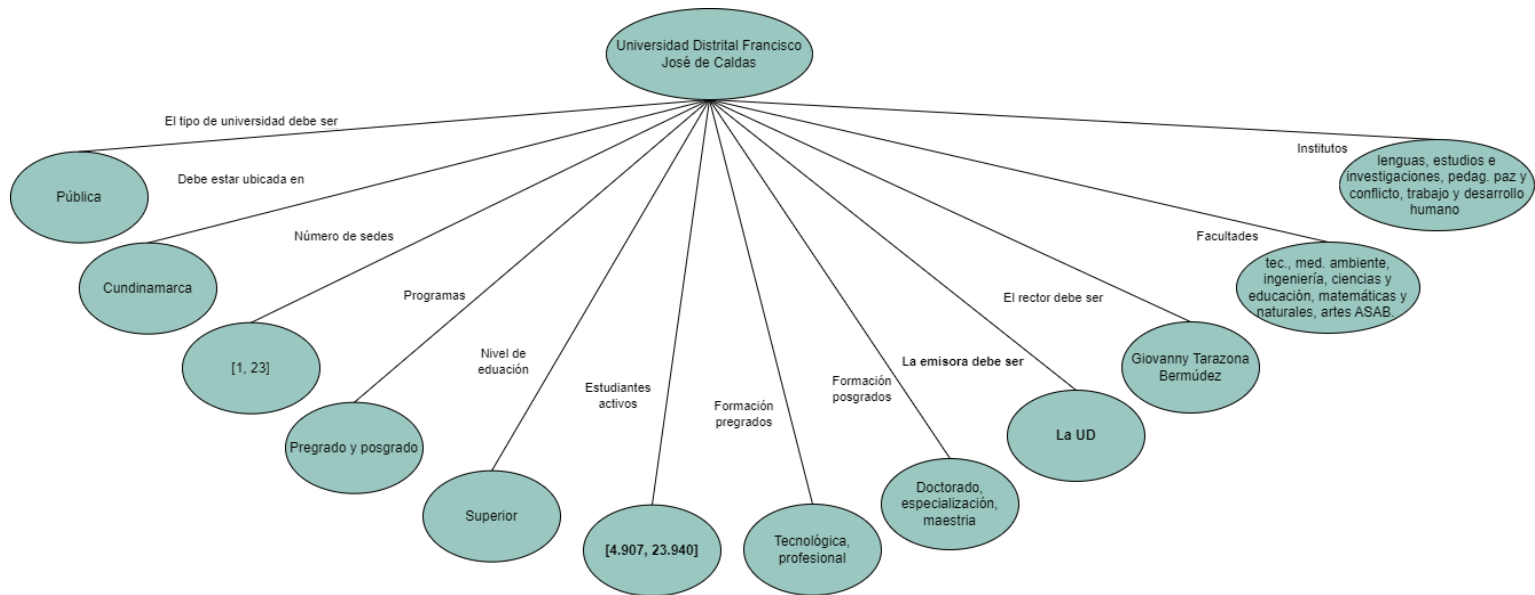 Universidad Distrital Francisco
José de Caldas
El tipo de universidad debe ser
Institutos
Pública
lenguas, estudios e
investigaciones, pedag. paz y
conflicto, trabajo y desarrollo
humano
Debe estar ubicada en
Número de sedes
Facultades
Cundinamarca
tec., med. ambiente,
ingeniería, ciencias y
educación, matemáticas y
naturales, artes ASAB.
Programas
El rector debe ser
[1, 23]
Nivel de
eduación
La emisora debe ser
Giovanny Tarazona
Bermúdez
Estudiantes
activos
Formación
pregrados
Formación
posgrados
Pregrado y posgrado
La UD
Superior
Doctorado,
especialización,
maestria
[4.907, 23.940]
Tecnológica,
profesional